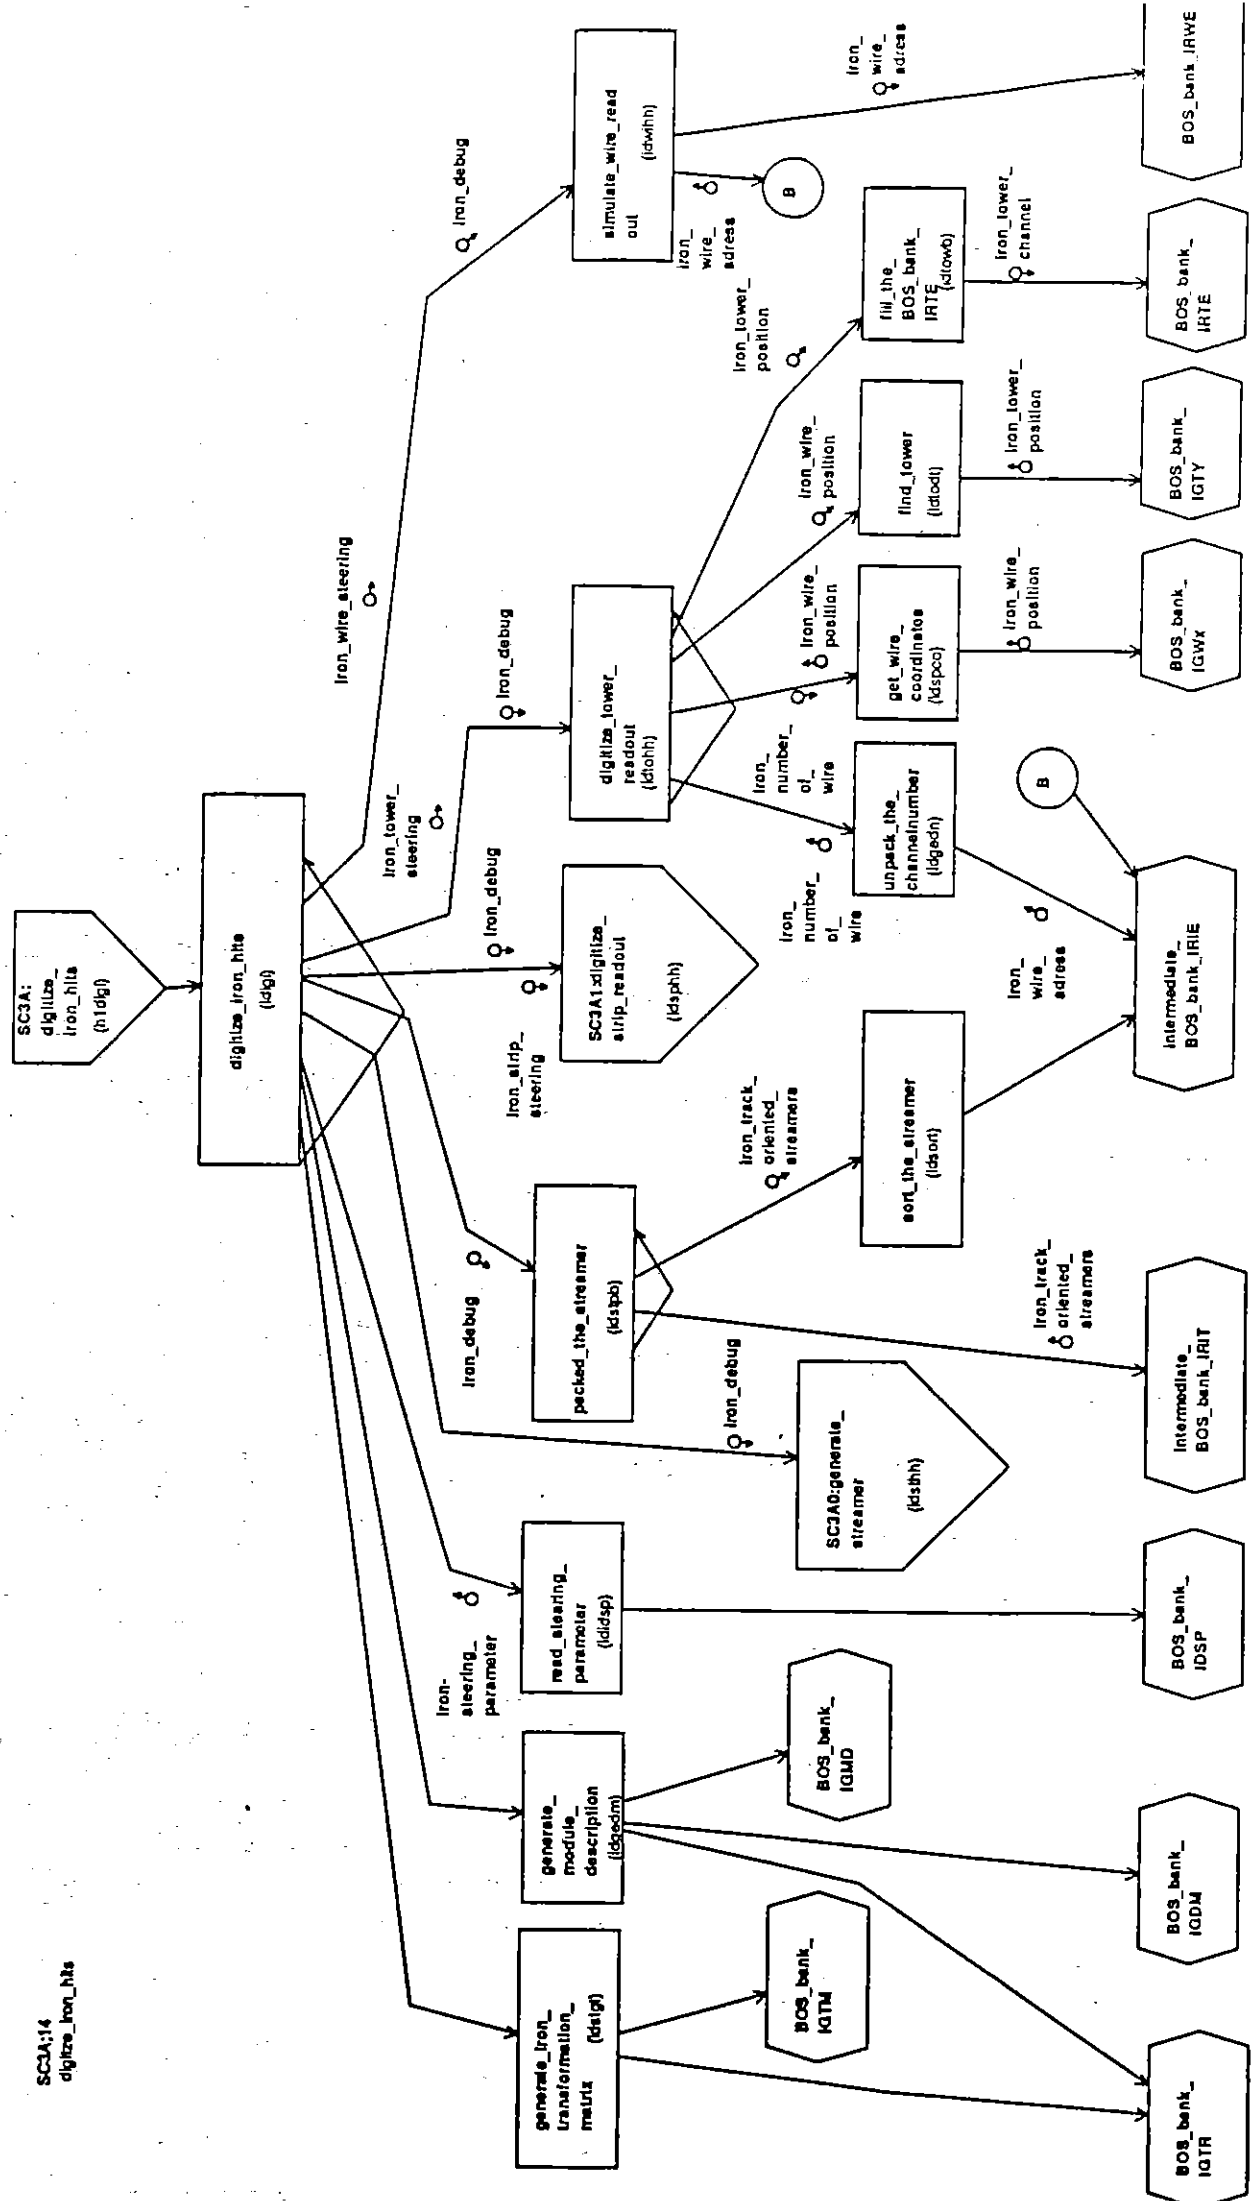 SC3A;14
digitize_iron_hits
SC3A;
digitize_
iron_hits
(h1digi)
digitize_iron_hits
(idigi)
Iron_wire_steering
Iron_debug
Iron_tower_
steering
Iron_debug
Iron_debug
Iron_strip_
steering
Iron_debug
Iron-
steering_
parameter
generate_iron_
transformation_
matrix
(idstgt)
generate_
module_
description
(idgedm)
read_steering_
parameter
(ididsp)
packed_the_streamer
(idstpb)
SC3A1:digitize_
strip_readout
(idsphh)
digitize_tower_
readout
(idtohh)
simulate_wire_read
out
(idwihh)
Iron_
wire_
adress
Iron_
wire_
adress
B
Iron_debug
SC3A0:generate_
streamer
(idsthh)
Iron_track_
oriented_
streamers
Iron_
number_
of_
wire
Iron_
number_
of_
wire
Iron_wire_
position
Iron_wire_
position
Iron_tower_
position
sort_the_streamer
(idsort)
unpack_the_
channelnumber
(idgedn)
get_wire_
coordinates
(idspco)
find_tower
(idtodt)
fill_the_
BOS_bank_
IRTE
(idtowb)
BOS_bank_
IGTM
BOS_bank_
IGMD
Iron_track_
oriented_
streamers
Iron_
wire_
adress
B
Iron_wire_
position
Iron_tower_
position
Iron_tower_
channel
BOS_bank_
IGTR
BOS_bank_
IGDM
BOS_bank_
IDSP
Intermediate_
BOS_bank_IRIT
Intermediate_
BOS_bank_IRIE
BOS_bank_
IGWx
BOS_bank_
IGTY
BOS_bank_
IRTE
BOS_bank_IRWE